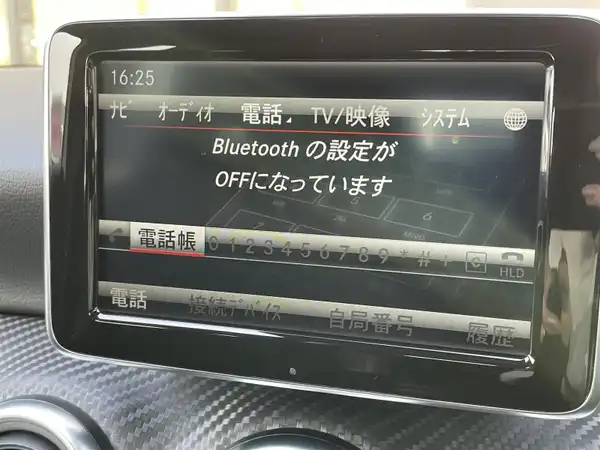 16:25
ナビ オーディオ 電話 TV/映像 システム
Bluetooth の設定が
OFFになっています
電話帳 0 1 2 3 4 5 6 7 8 9 * # + C HLD
電話 接続デバイス 自局番号 履歴